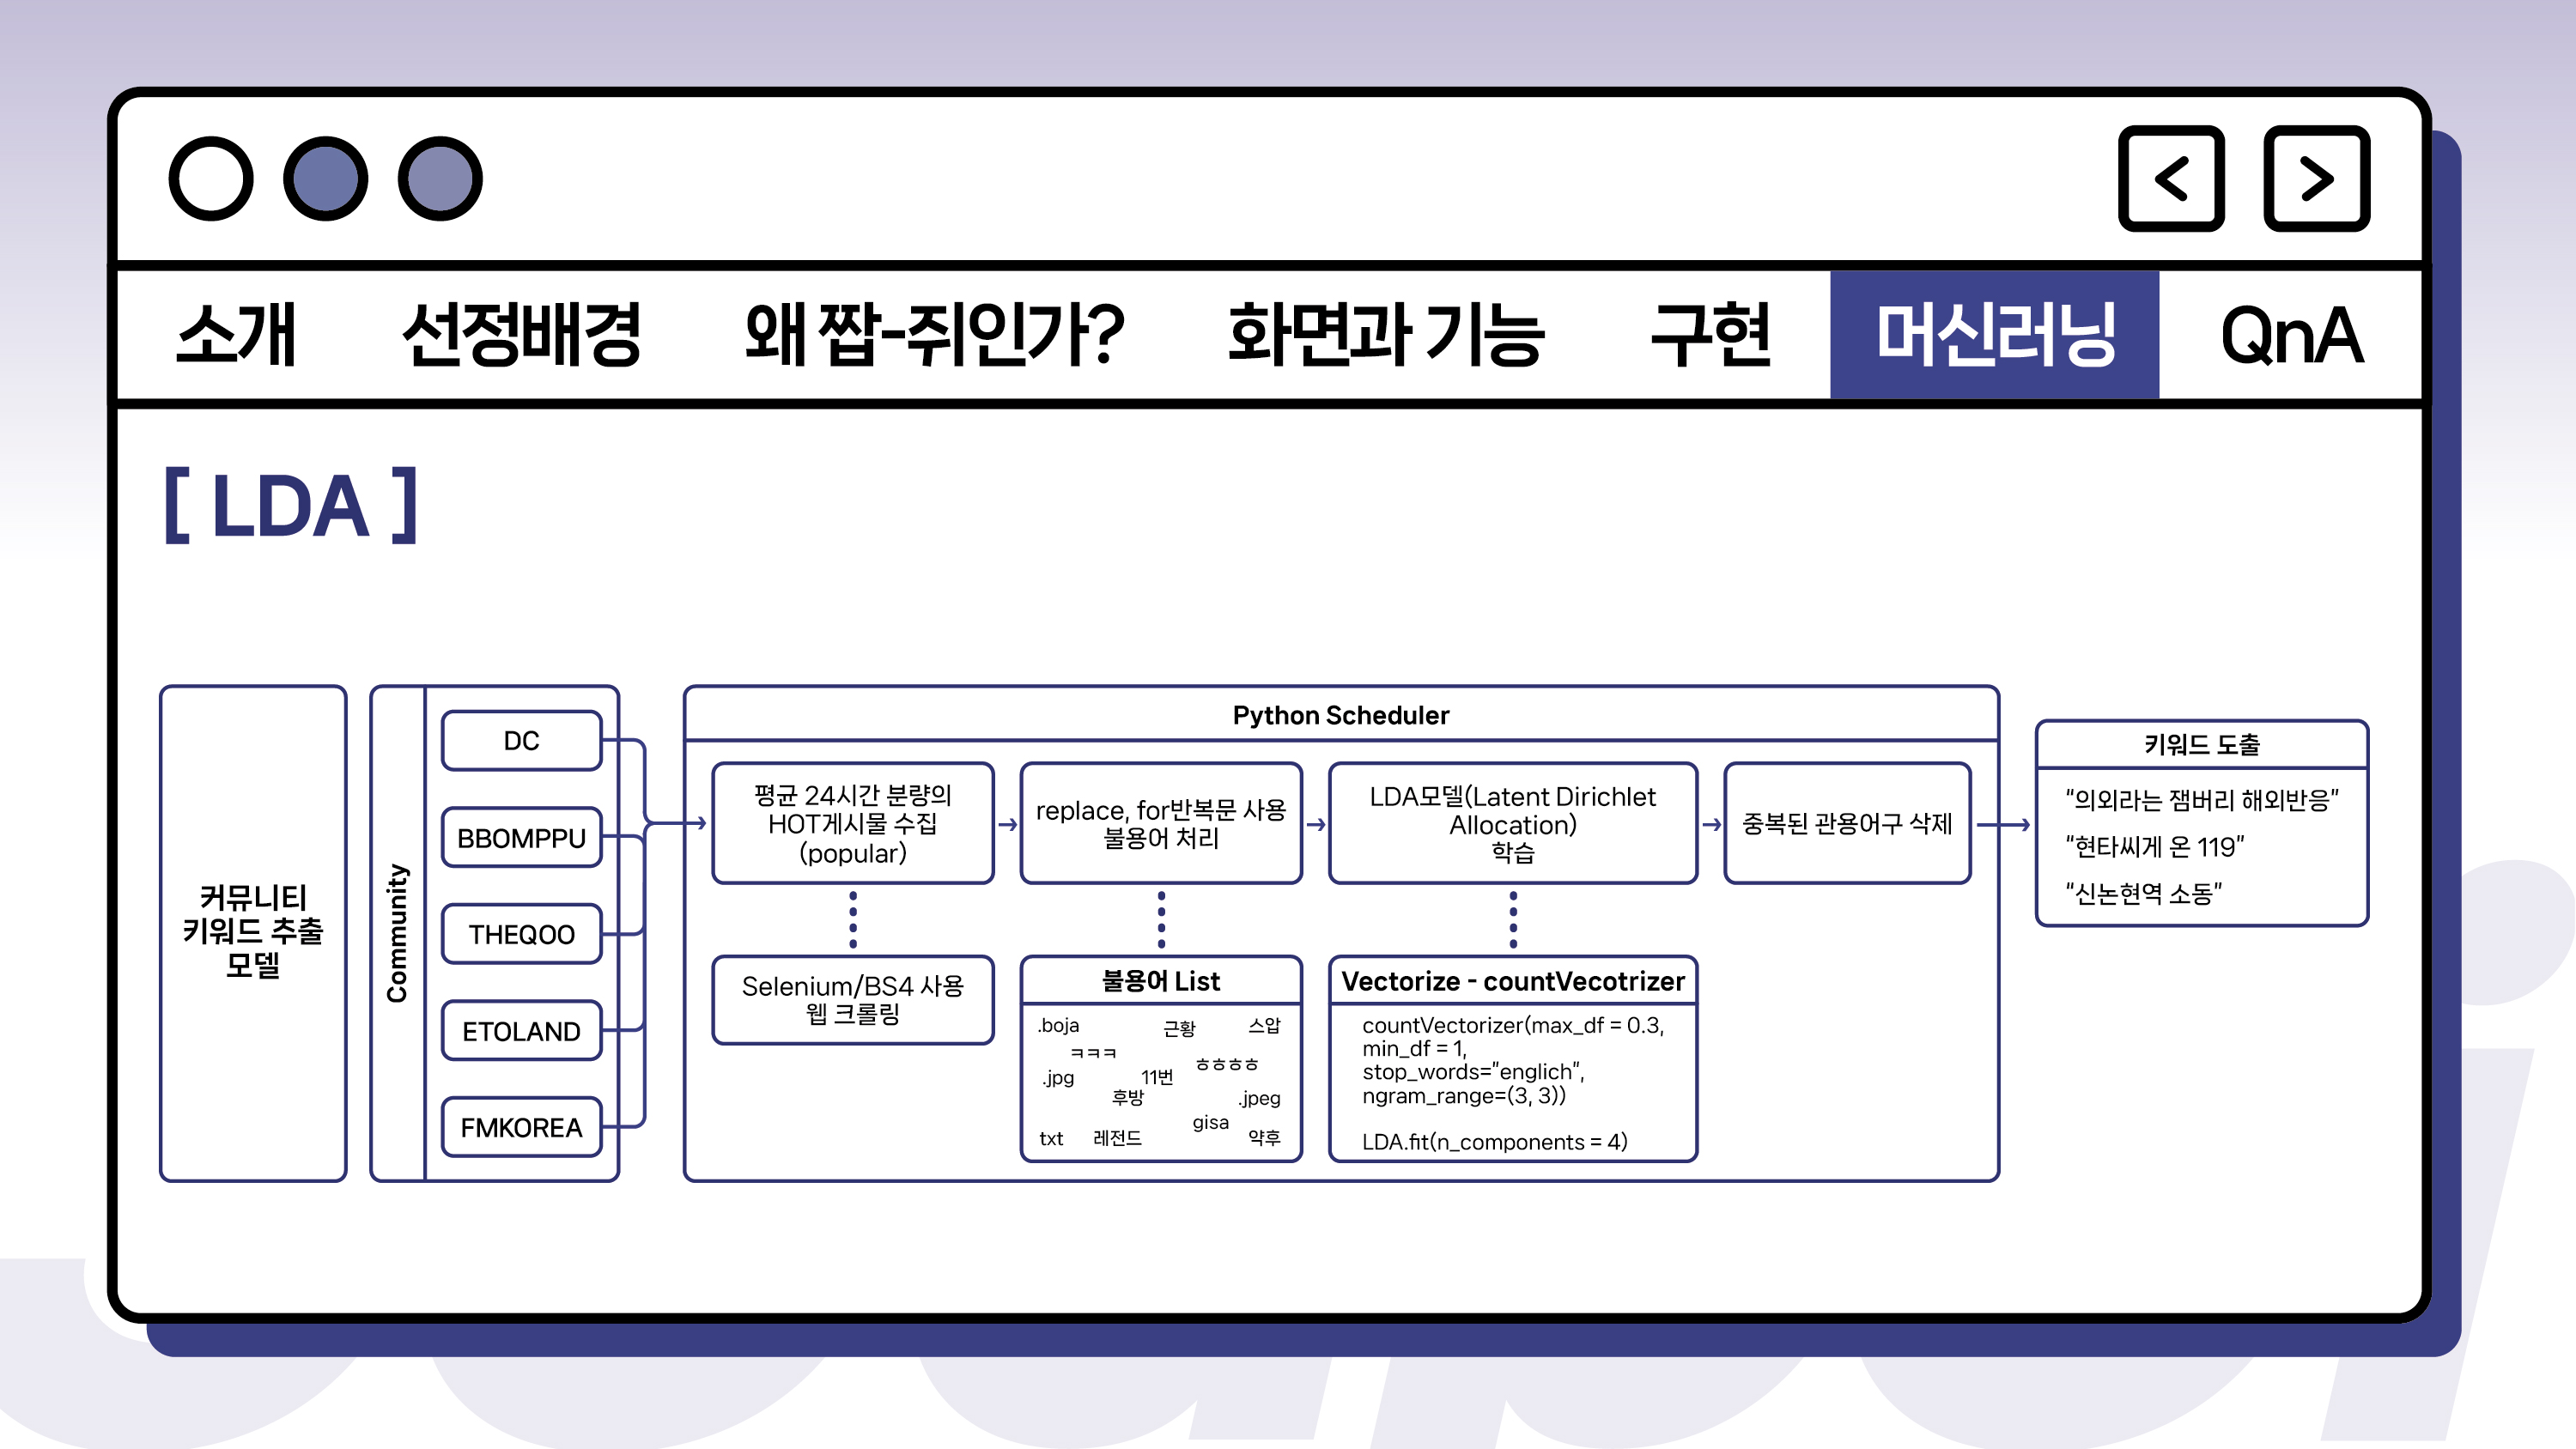 소개
선정배경
왜 짭-쥐인가?
화면과 기능
구현
머신러닝
QnA
[ LDA ]
커뮤니티
키워드 추출
모델
Community
DC
BBOMPPU
THEQOO
ETOLAND
FMKOREA
Python Scheduler
평균 24시간 분량의
HOT게시물 수집
(popular)
replace, for반복문 사용
불용어 처리
LDA모델(Latent Dirichlet
Allocation)
학습
중복된 관용어구 삭제
Selenium/BS4 사용
웹 크롤링
불용어 List
.boja
근황
스압
ㅋㅋㅋ
ㅎㅎㅎㅎ
.jpg
11번
후방
.jpeg
gisa
txt
레전드
약후
Vectorize - countVecotrizer
countVectorizer(max_df = 0.3,
min_df = 1,
stop_words="englich",
ngram_range=(3, 3))
LDA.fit(n_components = 4)
키워드 도출
“의외라는 잼버리 해외반응”
“현타씨게 온 119”
“신논현역 소동”